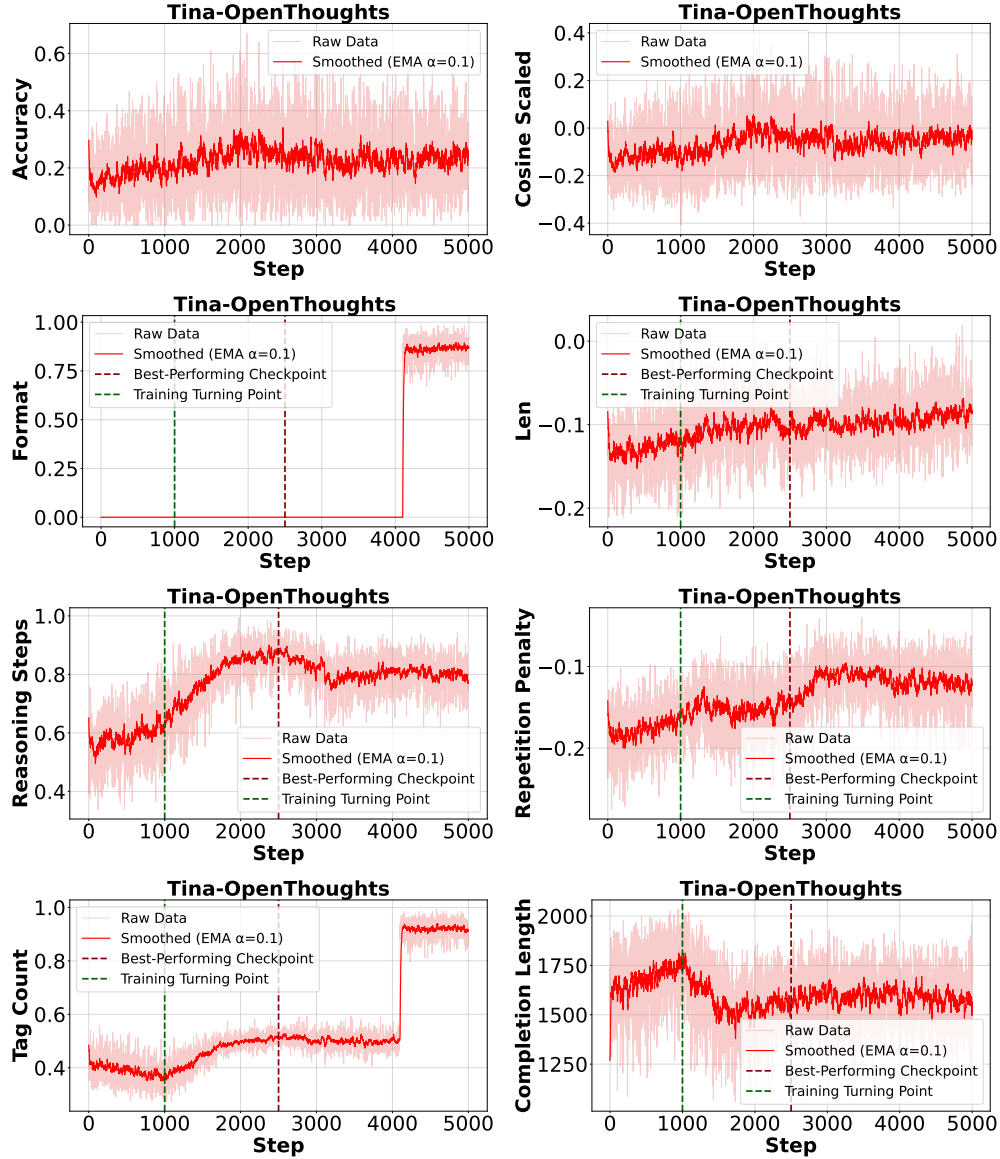 Tina-OpenThoughts
Accuracy
0.6
0.4
0.2
0.0
Raw Data
Smoothed (EMA α=0.1)
0 1000 2000 3000 4000 5000
Step
Tina-OpenThoughts
Cosine Scaled
0.4
0.2
0.0
−0.2
−0.4
Raw Data
Smoothed (EMA α=0.1)
0 1000 2000 3000 4000 5000
Step
Tina-OpenThoughts
Format
1.00
0.75
0.50
0.25
0.00
Raw Data
Smoothed (EMA α=0.1)
Best-Performing Checkpoint
Training Turning Point
0 1000 2000 3000 4000 5000
Step
Tina-OpenThoughts
Len
0.0
−0.1
−0.2
Raw Data
Smoothed (EMA α=0.1)
Best-Performing Checkpoint
Training Turning Point
0 1000 2000 3000 4000 5000
Step
Tina-OpenThoughts
Reasoning Steps
1.0
0.8
0.6
0.4
Raw Data
Smoothed (EMA α=0.1)
Best-Performing Checkpoint
Training Turning Point
0 1000 2000 3000 4000 5000
Step
Tina-OpenThoughts
Repetition Penalty
−0.1
−0.2
Raw Data
Smoothed (EMA α=0.1)
Best-Performing Checkpoint
Training Turning Point
0 1000 2000 3000 4000 5000
Step
Tina-OpenThoughts
Tag Count
1.0
0.8
0.6
0.4
Raw Data
Smoothed (EMA α=0.1)
Best-Performing Checkpoint
Training Turning Point
0 1000 2000 3000 4000 5000
Step
Tina-OpenThoughts
Completion Length
2000
1750
1500
1250
Raw Data
Smoothed (EMA α=0.1)
Best-Performing Checkpoint
Training Turning Point
0 1000 2000 3000 4000 5000
Step